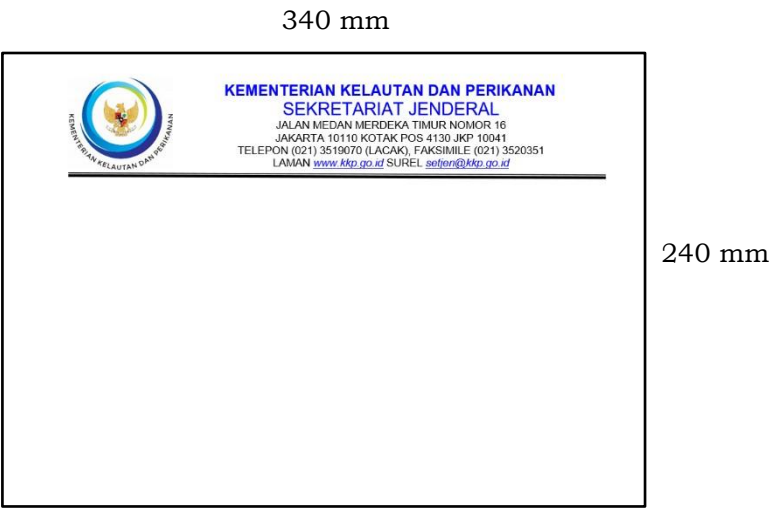 340 mm
KEMENTERIAN KELAUTAN DAN PERIKANAN
KEMENTERIAN KELAUTAN DAN PERIKANAN
SEKRETARIAT JENDERAL
JALAN MEDAN MERDEKA TIMUR NOMOR 16
JAKARTA 10110 KOTAK POS 4130 JKP 10041
TELEPON (021) 3519070 (LACAK), FAKSIMILE (021) 3520351
LAMAN www.kkp.go.id SUREL setjen@kkp.go.id
240 mm